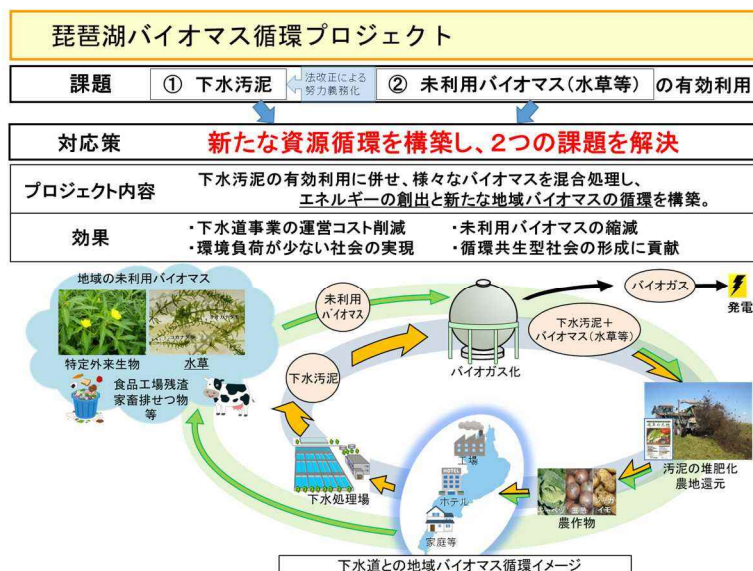 琵琶湖バイオマス循環プロジェクト
課題
① 下水汚泥
法改正による
努力義務化
② 未利用バイオマス(水草等)
の有効利用
対応策
新たな資源循環を構築し、2つの課題を解決
プロジェクト内容
下水汚泥の有効利用に併せ、様々なバイオマスを混合処理し、
エネルギーの創出と新たな地域バイオマスの循環を構築。
効果
・下水道事業の運営コスト削減
・未利用バイオマスの縮減
・環境負荷が少ない社会の実現
・循環共生型社会の形成に貢献
地域の未利用バイオマス
特定外来生物
水草
食品工場残渣
家畜排せつ物
等
未利用
バイオマス
バイオガス化
バイオガス
発電
下水汚泥+
バイオマス(水草等)
下水汚泥
汚泥の堆肥化
農地還元
下水処理場
工場
HOTEL
ホテル
家庭等
イモ
農作物
下水道との地域バイオマス循環イメージ